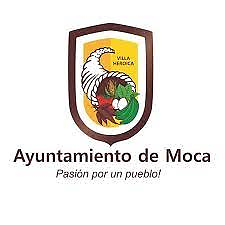 VILLA
HEROICA
Ayuntamiento de Moca
Pasión por un pueblo!